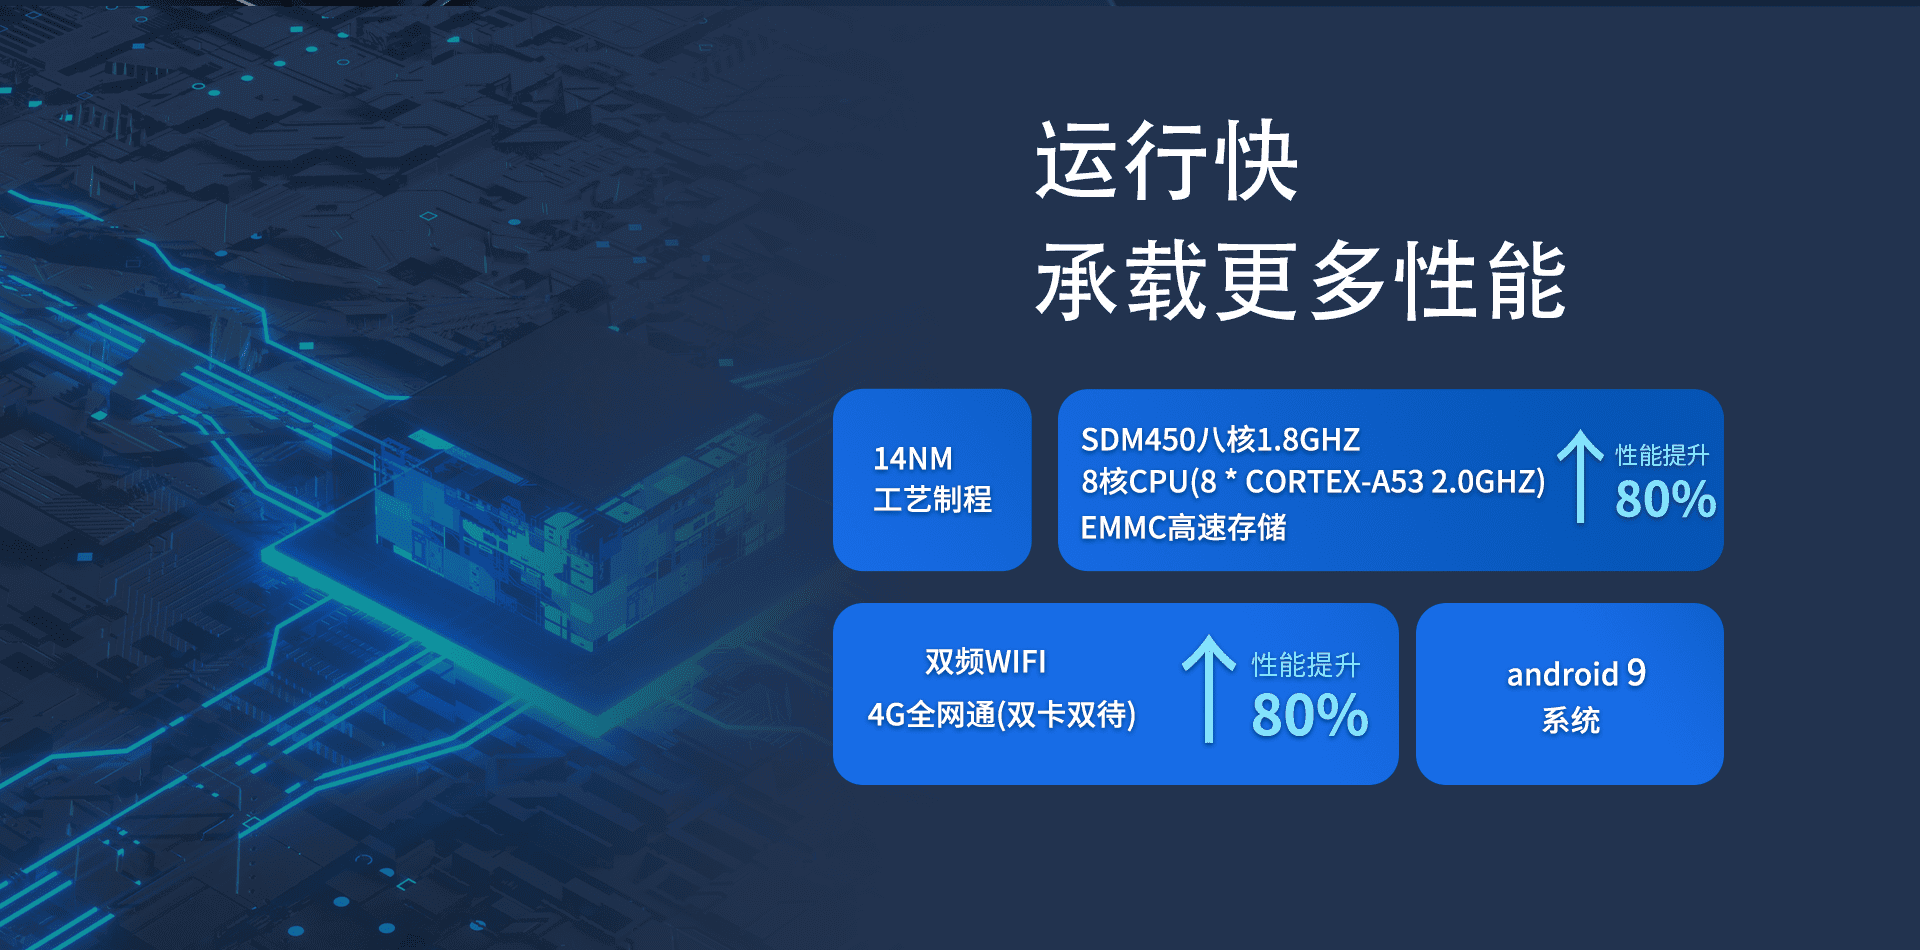 运行快
承载更多性能
14NM
工艺制程
SDM450八核1.8GHZ
8核CPU(8 * CORTEX-A53 2.0GHZ)
EMMC高速存储
性能提升
80%
双频WIFI
4G全网通(双卡双待)
性能提升
80%
android 9
系统